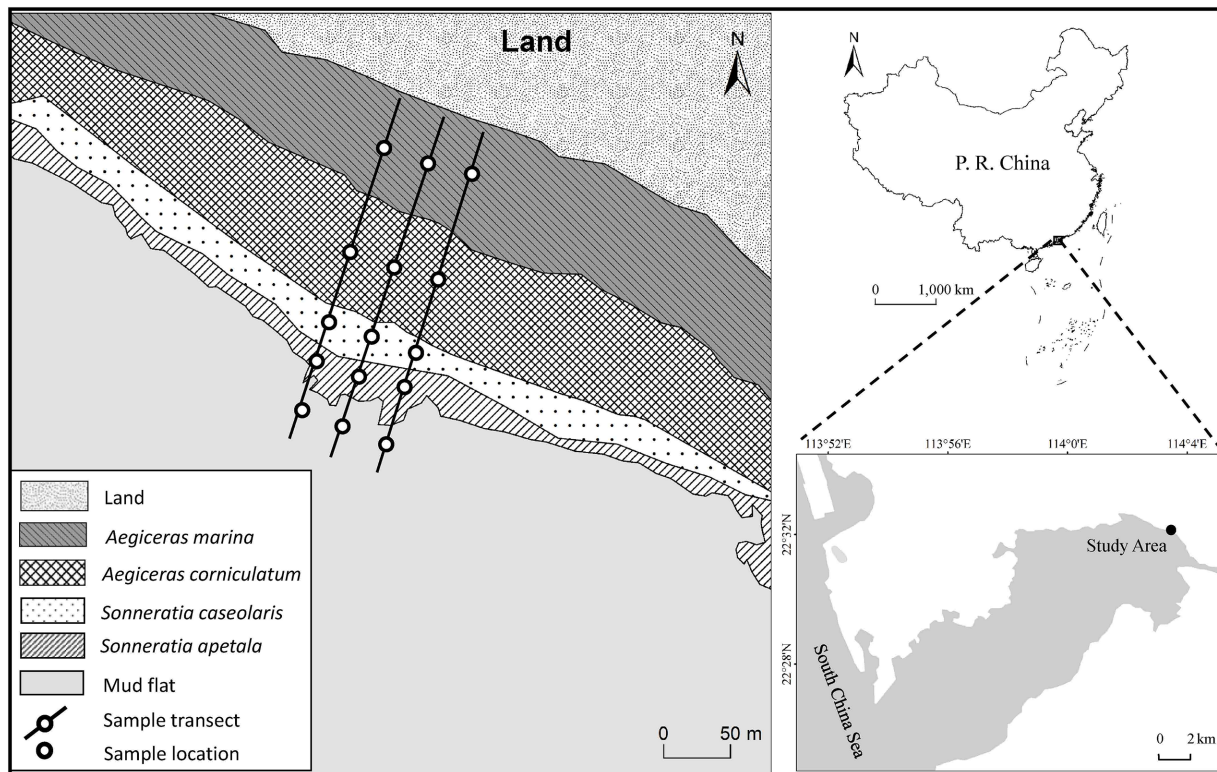 Land
N
Land
Aegiceras marina
Aegiceras corniculatum
Sonneratia caseolaris
Sonneratia apetala
Mud flat
Sample transect
Sample location
0 50 m
N
P. R. China
0 1,000 km
113°52'E 113°56'E 114°0'E 114°4'E
22°32'N
22°28'N
Study Area
South China Sea
0 2 km